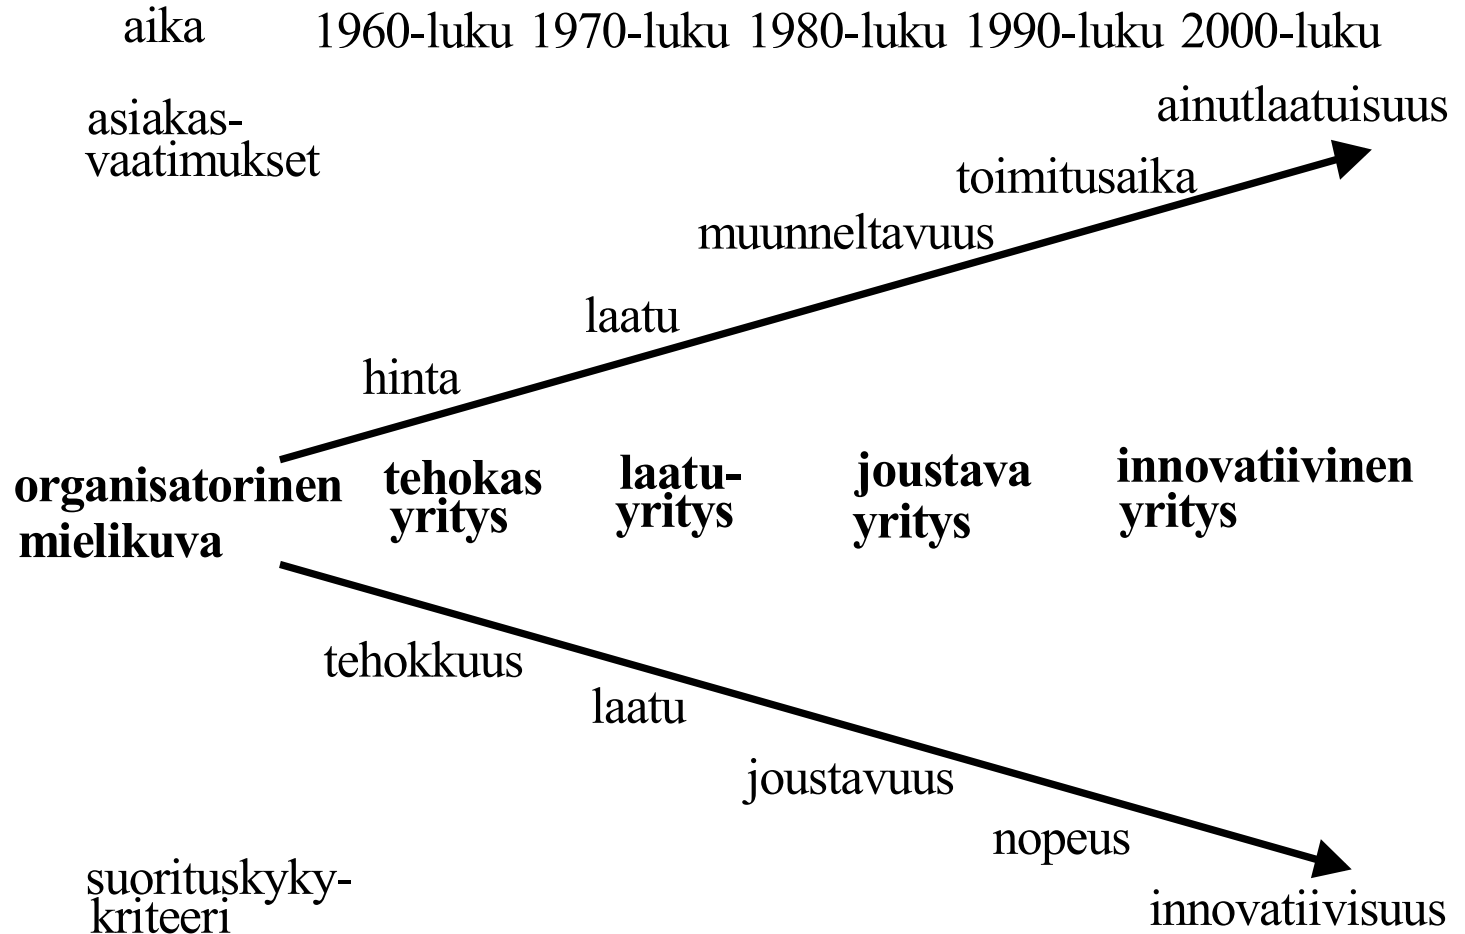 aika 1960-luku 1970-luku 1980-luku 1990-luku 2000-luku
asiakas-
vaatimukset
ainutlaatuisuus
toimitusaika
muunneltavuus
laatu
hinta
organisatorinen
mielikuva
tehokas
yritys
laatu-
yritys
joustava
yritys
innovatiivinen
yritys
tehokkuus
laatu
joustavuus
nopeus
innovatiivisuus
suorituskyky-
kriteeri